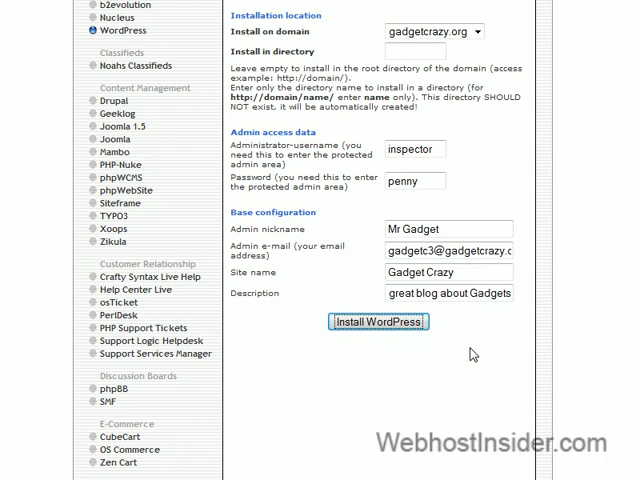 b2evolution
Nucleus
WordPress
Classifieds
Noahs Classifieds
Content Management
Drupal
Geeklog
Joomla 1.5
Joomla
Mambo
PHP-Nuke
phpWCMS
phpWebSite
Siteframe
TYPO3
Xoops
Zikula
Customer Relationship
Crafty Syntax Live Help
Help Center Live
osTicket
PerlDesk
PHP Support Tickets
Support Logic Helpdesk
Support Services Manager
Discussion Boards
phpBB
SMF
E-Commerce
CubeCart
OS Commerce
Zen Cart
Installation location
Install on domain gadgetcrazy.org
Install in directory
Leave empty to install in the root directory of the domain (access
example: http://domain/).
Enter only the directory name to install in a directory (for
http://domain/name/ enter name only). This directory SHOULD
NOT exist, it will be automatically created!
Admin access data
Administrator-username (you
need this to enter the protected
admin area)
inspector
Password (you need this to enter
the protected admin area)
penny
Base configuration
Admin nickname Mr Gadget
Admin e-mail (your email
address)
gadgetc3@gadgetcrazy.c
Site name Gadget Crazy
Description great blog about Gadgets
Install WordPress
WebhostInsider.com